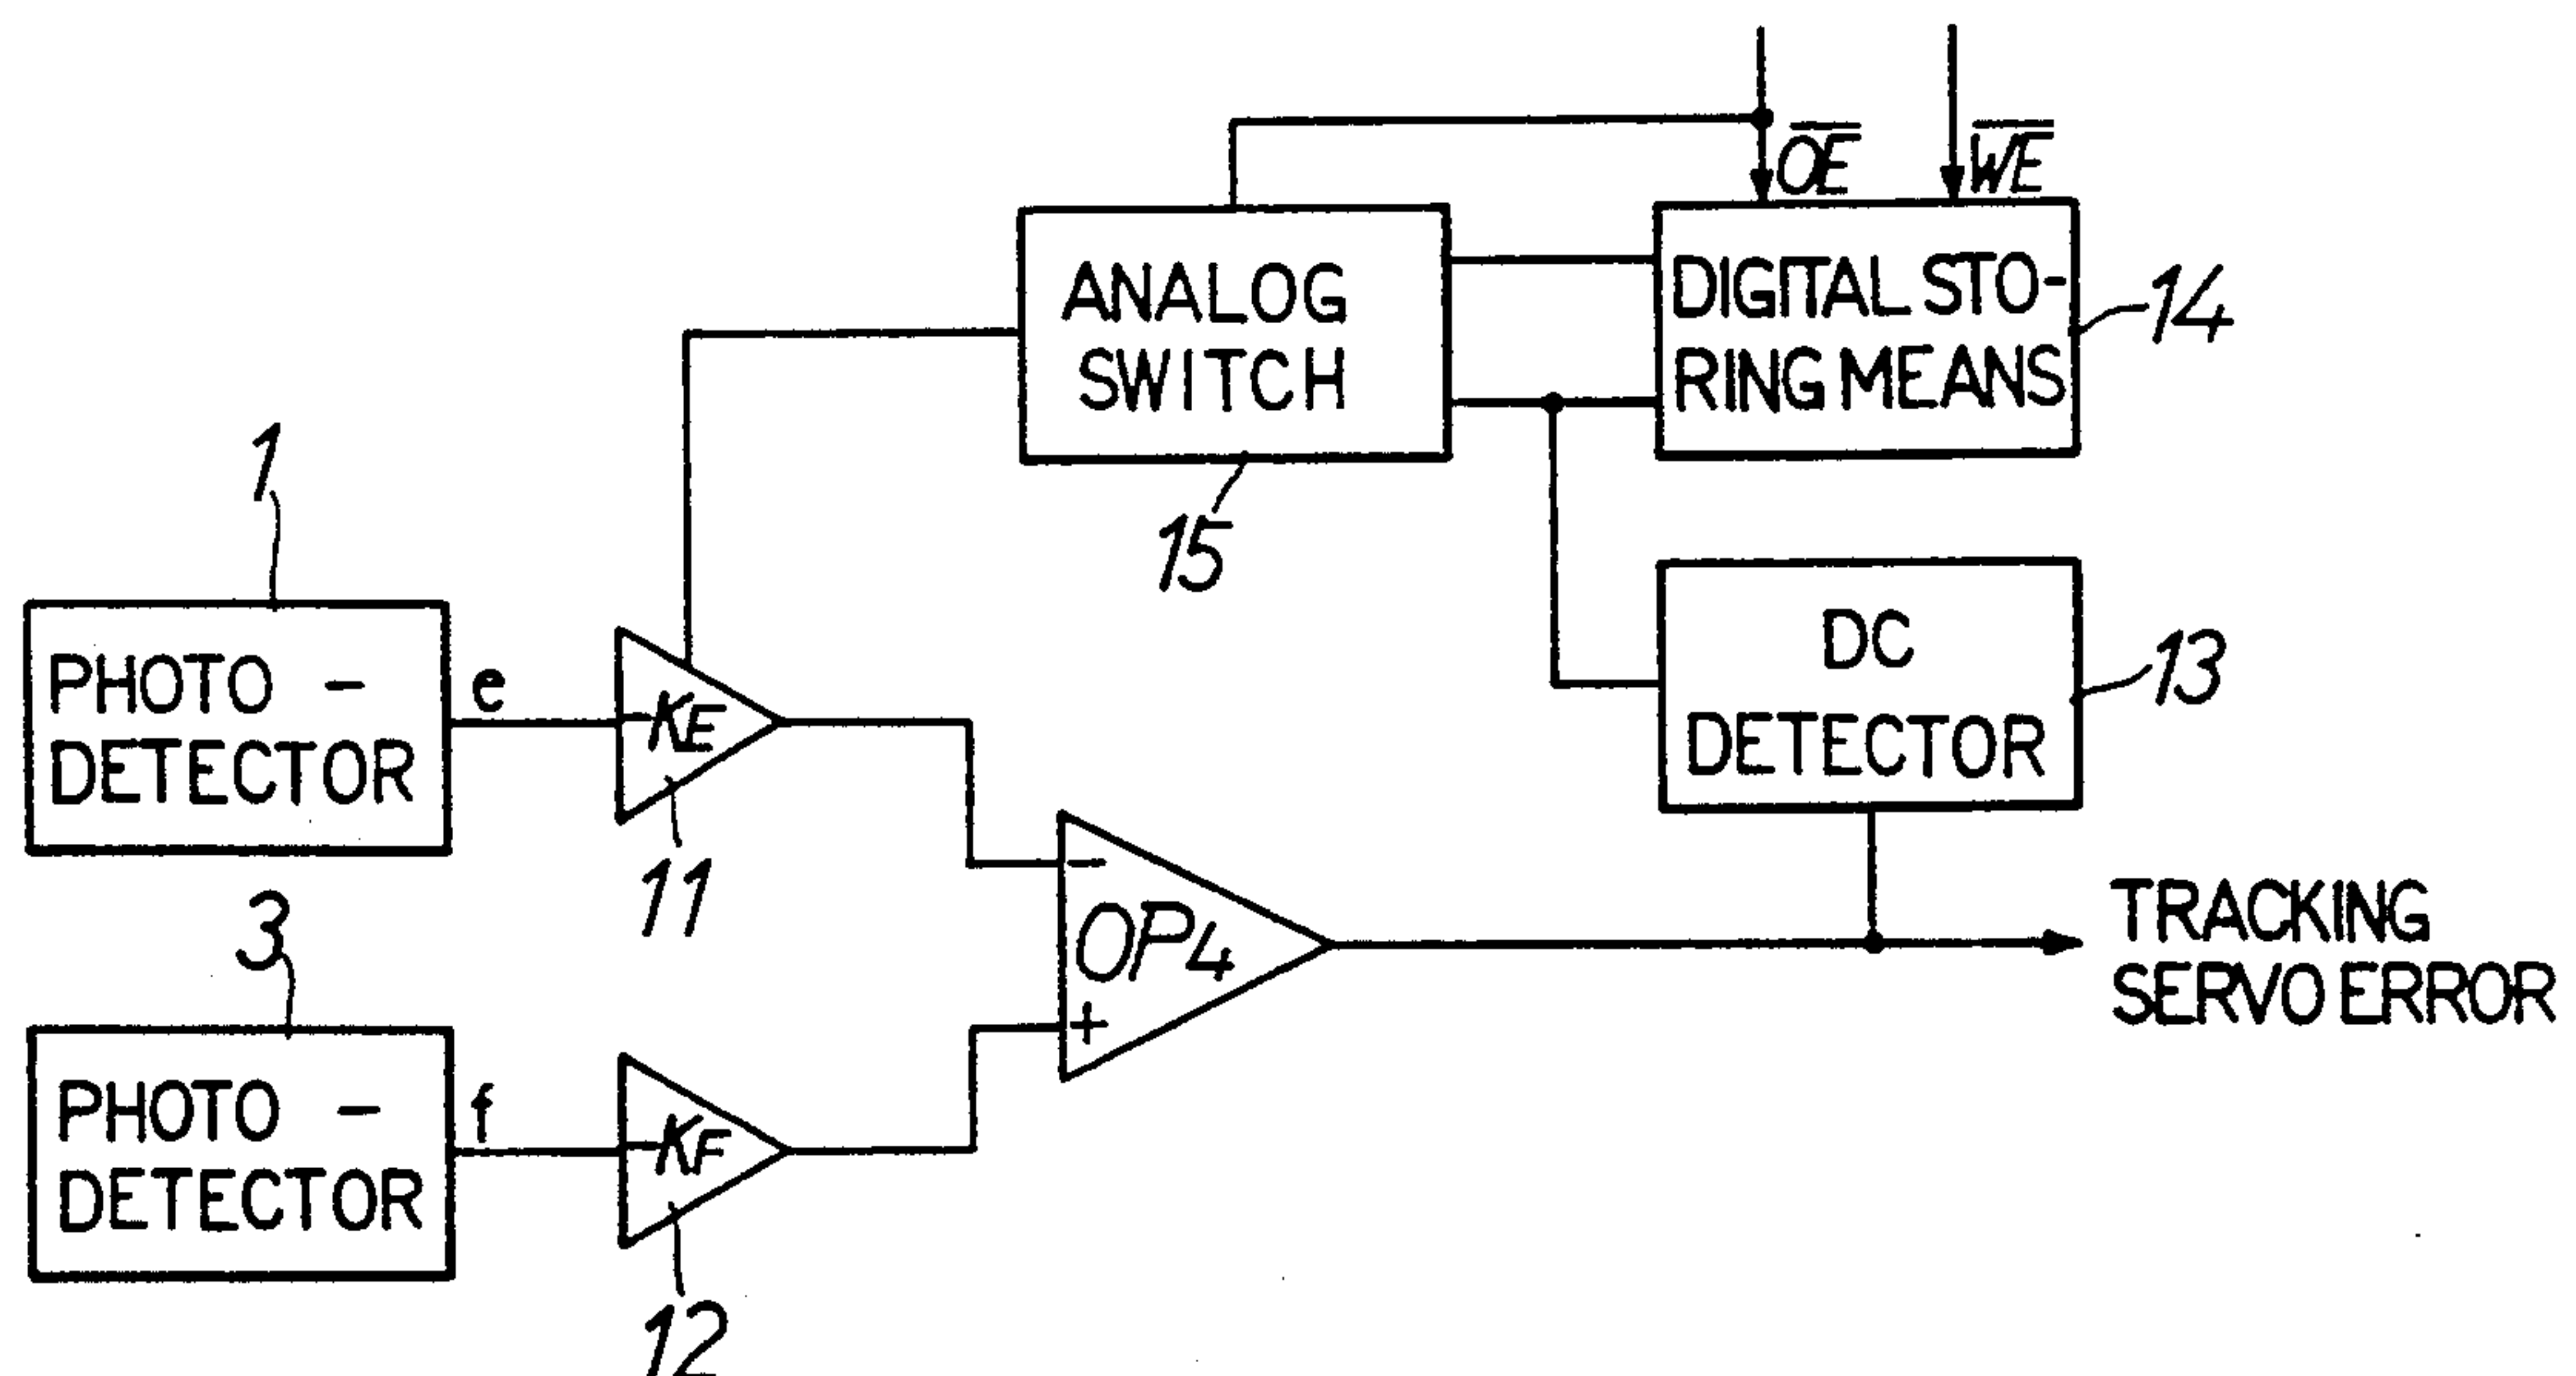 OE WE
ANALOG
SWITCH
15
DIGITAL STO-
RING MEANS
14
1
PHOTO -
DETECTOR
e
-KE
11
DC
DETECTOR
13
3
PHOTO -
DETECTOR
f
-KF
12
-
OP4
+
TRACKING
SERVO ERROR